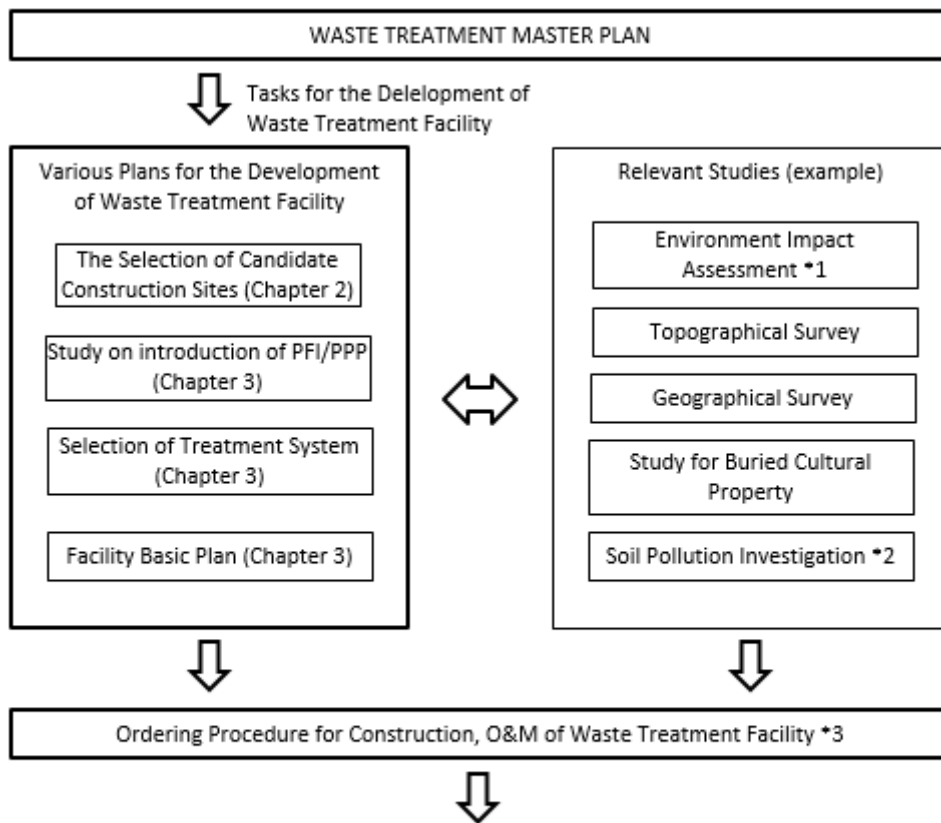 WASTE TREATMENT MASTER PLAN
Tasks for the Delelopment of
Waste Treatment Facility
Various Plans for the Development
of Waste Treatment Facility
The Selection of Candidate
Construction Sites (Chapter 2)
Study on introduction of PFI/PPP
(Chapter 3)
Selection of Treatment System
(Chapter 3)
Facility Basic Plan (Chapter 3)
Relevant Studies (example)
Environment Impact
Assessment *1
Topographical Survey
Geographical Survey
Study for Buried Cultural
Property
Soil Pollution Investigation *2
Ordering Procedure for Construction, O&M of Waste Treatment Facility *3